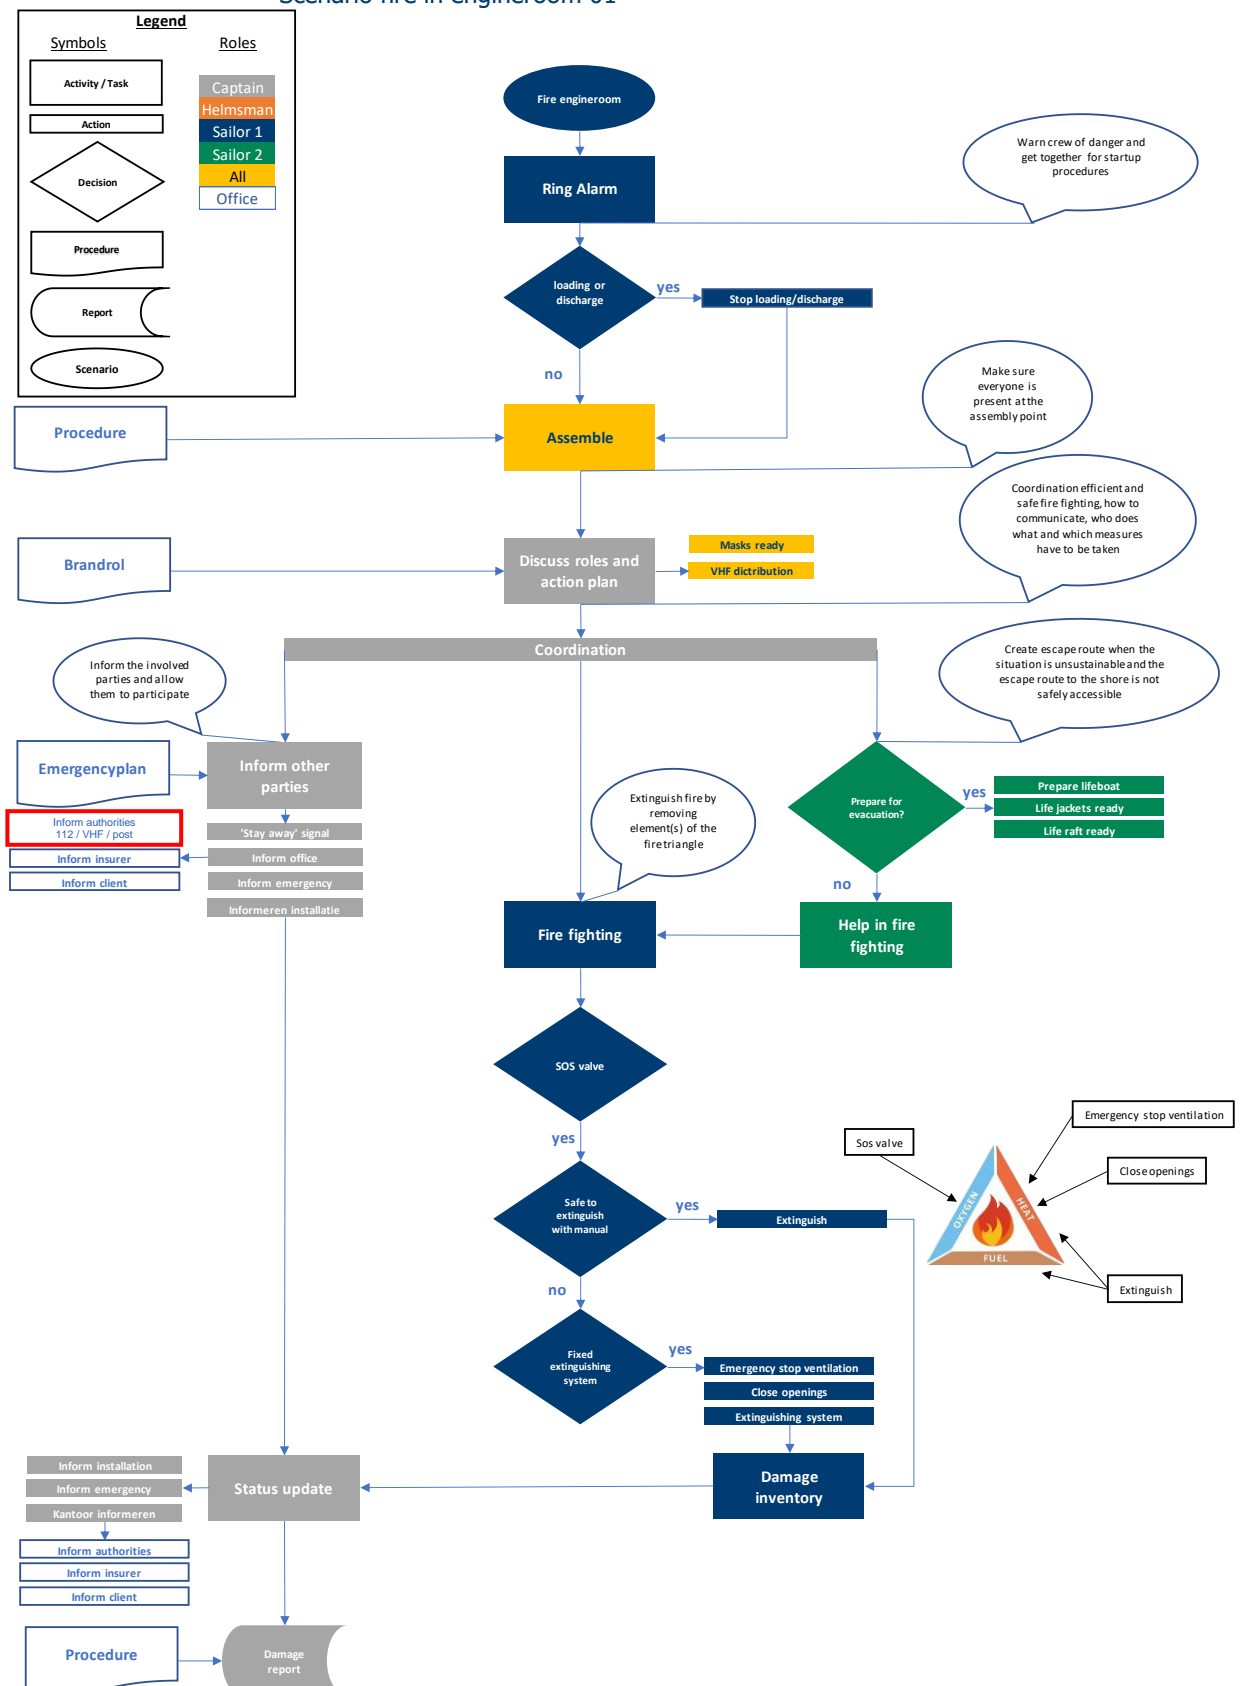 Scenario fire in engineroom 01
Legend
Symbols
Roles
Activity / Task
Action
Decision
Procedure
Report
Scenario
Captain
Helmsman
Sailor 1
Sailor 2
All
Office
Fire engineroom
Ring Alarm
Warn crew of danger and
get together for startup
procedures
loading or
discharge
yes
Stop loading/discharge
no
Make sure
everyone is
present at the
assembly point
Procedure
Assemble
Coordination efficient and
safe fire fighting, how to
communicate, who does
what and which measures
have to be taken
Brandrol
Discuss roles and
action plan
Masks ready
VHF dictribution
Coordination
Inform the involved
parties and allow
them to participate
Create escape route when the
situation is unsustainable and the
escape route to the shore is not
safely accessible
Emergencyplan
Inform other
parties
Inform authorities
112 / VHF / post
Inform insurer
Inform client
'Stay away' signal
Inform office
Inform emergency
Informeren installatie
Extinguish fire by
removing
element(s) of the
fire triangle
Prepare for
evacuation?
yes
Prepare lifeboat
Life jackets ready
Life raft ready
no
Fire fighting
Help in fire
fighting
SOS valve
yes
Safe to
extinguish
with manual
yes
Extinguish
no
Fixed
extinguishing
system
yes
Emergency stop ventilation
Close openings
Extinguishing system
Sos valve
Emergency stop ventilation
Close openings
Extinguish
OXYGEN
HEAT
FUEL
Damage
inventory
Status update
Inform installation
Inform emergency
Kantoor informeren
Inform authorities
Inform insurer
Inform client
Procedure
Damage
report